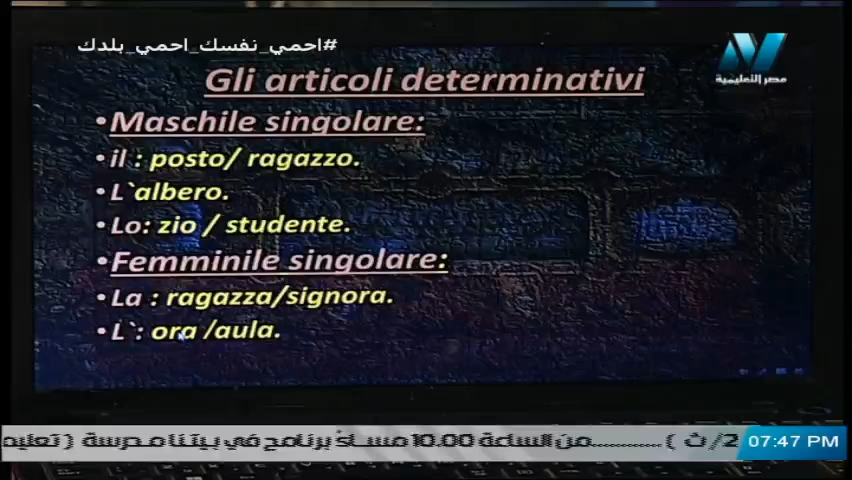 #احمي_نفسك_احمي_بلدك
مصر التعليمية
Gli articoli determinativi
•Maschile singolare:
•il : posto/ ragazzo.
•L`albero.
•Lo: zio / studente.
•Femminile singolare:
•La : ragazza/signora.
•L`: ora /aula.
2/ ث ) ............من الساعة 10.00 مساءً برنامج في بيتنا مدرسة (
07:47 PM